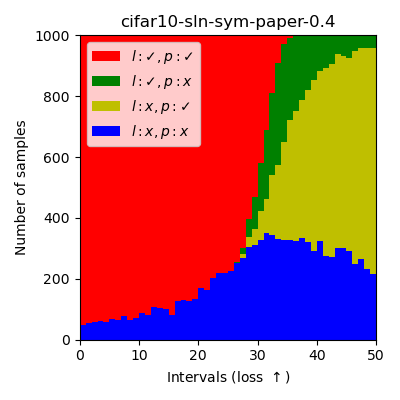 cifar10-sln-sym-paper-0.4
1000
800
600
400
200
0
Number of samples
l : ✓, p : ✓
l : ✓, p : x
l : x, p : ✓
l : x, p : x
0 10 20 30 40 50
Intervals (loss ↑)